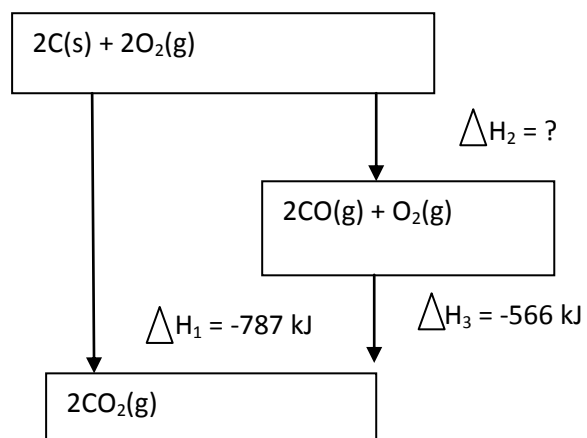 2C(s) + 2O₂(g)
△H₂ = ?
2CO(g) + O₂(g)
△H₁ = -787 kJ
△H₃ = -566 kJ
2CO₂(g)